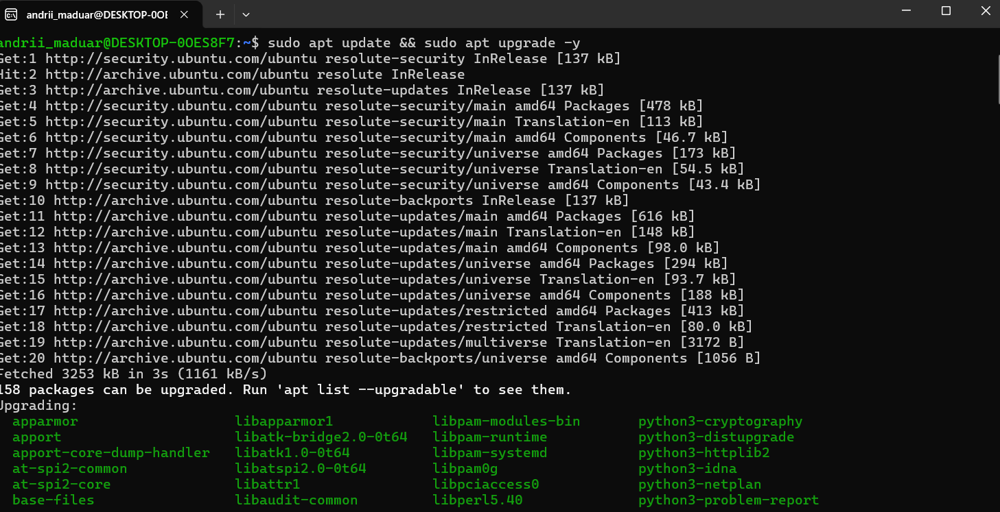 andrii_maduar@DESKTOP-0OE
andrii_maduar@DESKTOP-0OES8F7:~$ sudo apt update && sudo apt upgrade -y
Get:1 http://security.ubuntu.com/ubuntu resolute-security InRelease [137 kB]
Hit:2 http://archive.ubuntu.com/ubuntu resolute InRelease
Get:3 http://archive.ubuntu.com/ubuntu resolute-updates InRelease [137 kB]
Get:4 http://security.ubuntu.com/ubuntu resolute-security/main amd64 Packages [478 kB]
Get:5 http://security.ubuntu.com/ubuntu resolute-security/main Translation-en [113 kB]
Get:6 http://security.ubuntu.com/ubuntu resolute-security/main amd64 Components [46.7 kB]
Get:7 http://security.ubuntu.com/ubuntu resolute-security/universe amd64 Packages [173 kB]
Get:8 http://security.ubuntu.com/ubuntu resolute-security/universe Translation-en [54.5 kB]
Get:9 http://security.ubuntu.com/ubuntu resolute-security/universe amd64 Components [43.4 kB]
Get:10 http://archive.ubuntu.com/ubuntu resolute-backports InRelease [137 kB]
Get:11 http://archive.ubuntu.com/ubuntu resolute-updates/main amd64 Packages [616 kB]
Get:12 http://archive.ubuntu.com/ubuntu resolute-updates/main Translation-en [148 kB]
Get:13 http://archive.ubuntu.com/ubuntu resolute-updates/main amd64 Components [98.0 kB]
Get:14 http://archive.ubuntu.com/ubuntu resolute-updates/universe amd64 Packages [294 kB]
Get:15 http://archive.ubuntu.com/ubuntu resolute-updates/universe Translation-en [93.7 kB]
Get:16 http://archive.ubuntu.com/ubuntu resolute-updates/universe amd64 Components [188 kB]
Get:17 http://archive.ubuntu.com/ubuntu resolute-updates/restricted amd64 Packages [413 kB]
Get:18 http://archive.ubuntu.com/ubuntu resolute-updates/restricted Translation-en [80.0 kB]
Get:19 http://archive.ubuntu.com/ubuntu resolute-updates/multiverse Translation-en [3172 B]
Get:20 http://archive.ubuntu.com/ubuntu resolute-backports/universe amd64 Components [1056 B]
Fetched 3253 kB in 3s (1161 kB/s)
158 packages can be upgraded. Run 'apt list --upgradable' to see them.
Upgrading:
apparmor libapparmor1 libpam-modules-bin python3-cryptography
apport libatk-bridge2.0-0t64 libpam-runtime python3-distupgrade
apport-core-dump-handler libatk1.0-0t64 libpam-systemd python3-httplib2
at-spi2-common libatspi2.0-0t64 libpam0g python3-idna
at-spi2-core libattr1 libpciaccess0 python3-netplan
base-files libaudit-common libperl5.40 python3-problem-report